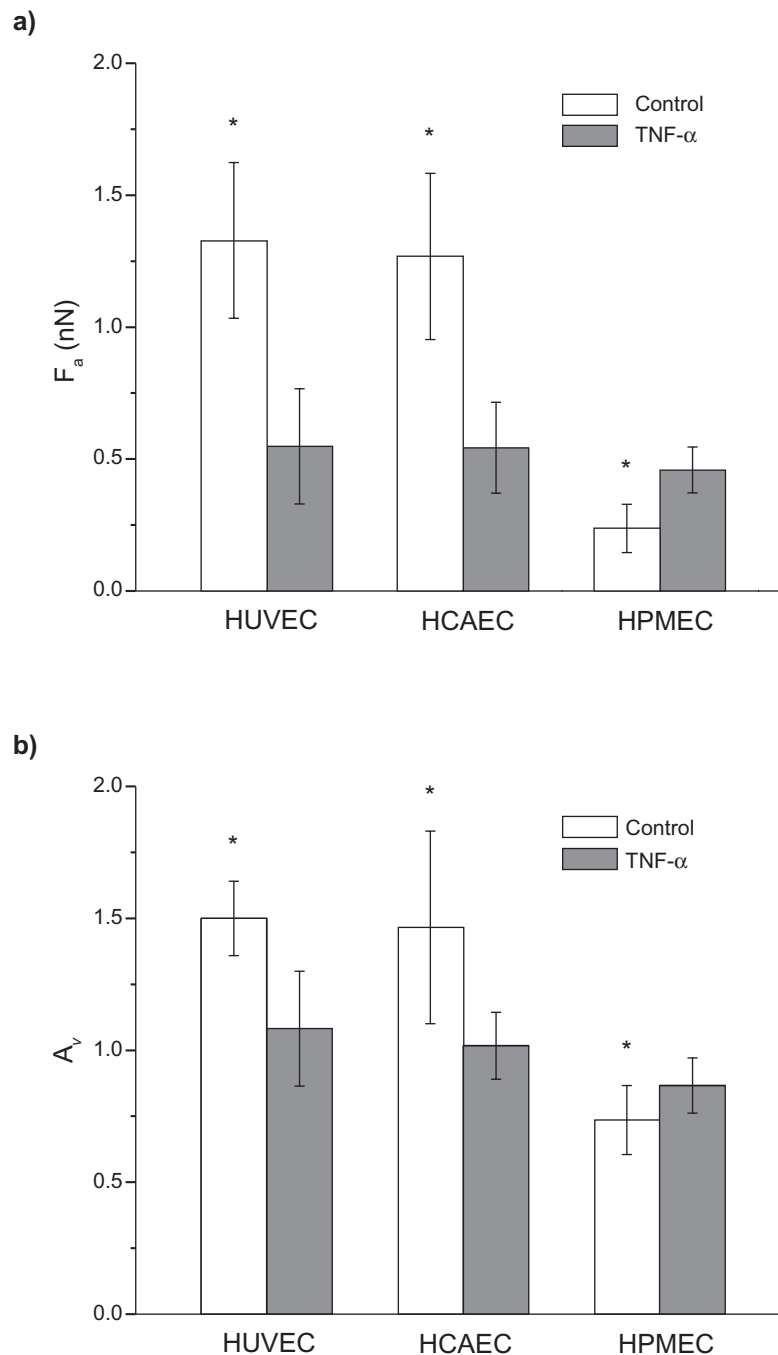 a)
2.0
1.5
1.0
0.5
0.0
F_a (nN)
* * *
Control
TNF-α
HUVEC HCAEC HPMEC
b)
2.0
1.5
1.0
0.5
0.0
A_v
* * *
Control
TNF-α
HUVEC HCAEC HPMEC